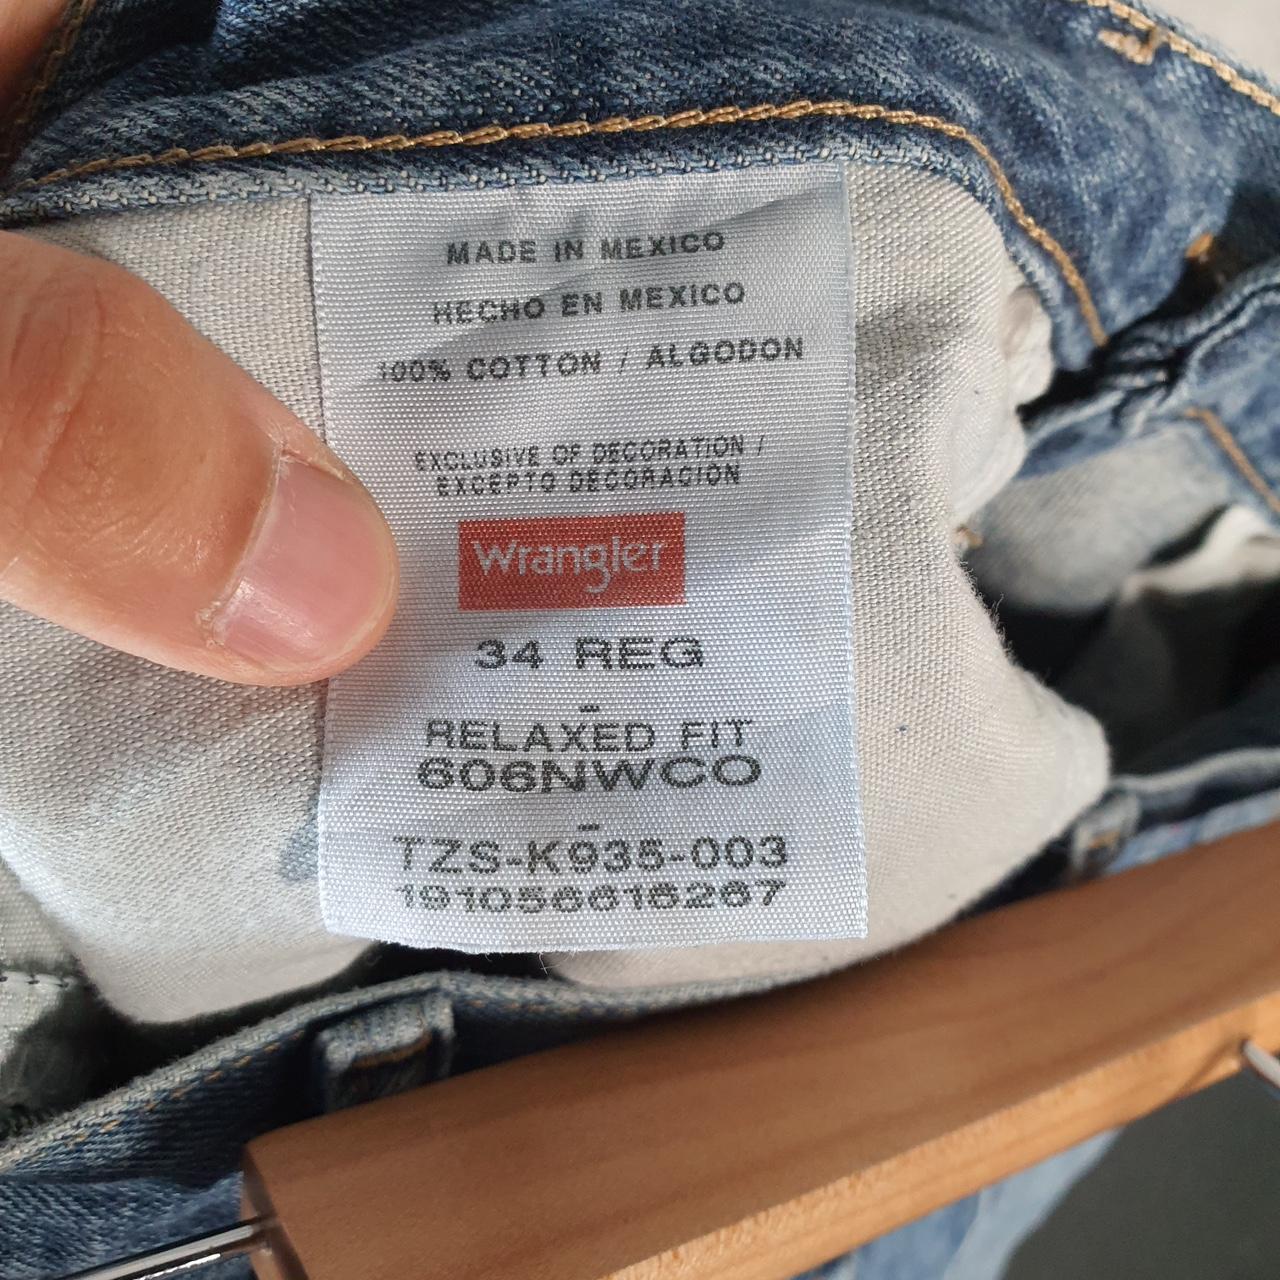 MADE IN MEXICO
HECHO EN MEXICO
100% COTTON / ALGODON
EXCLUSIVE OF DECORATION /
EXCEPTO DECORACION
Wrangler
34 REG
-
RELAXED FIT
606NWCO
-
TZS-K935-003
191056616267